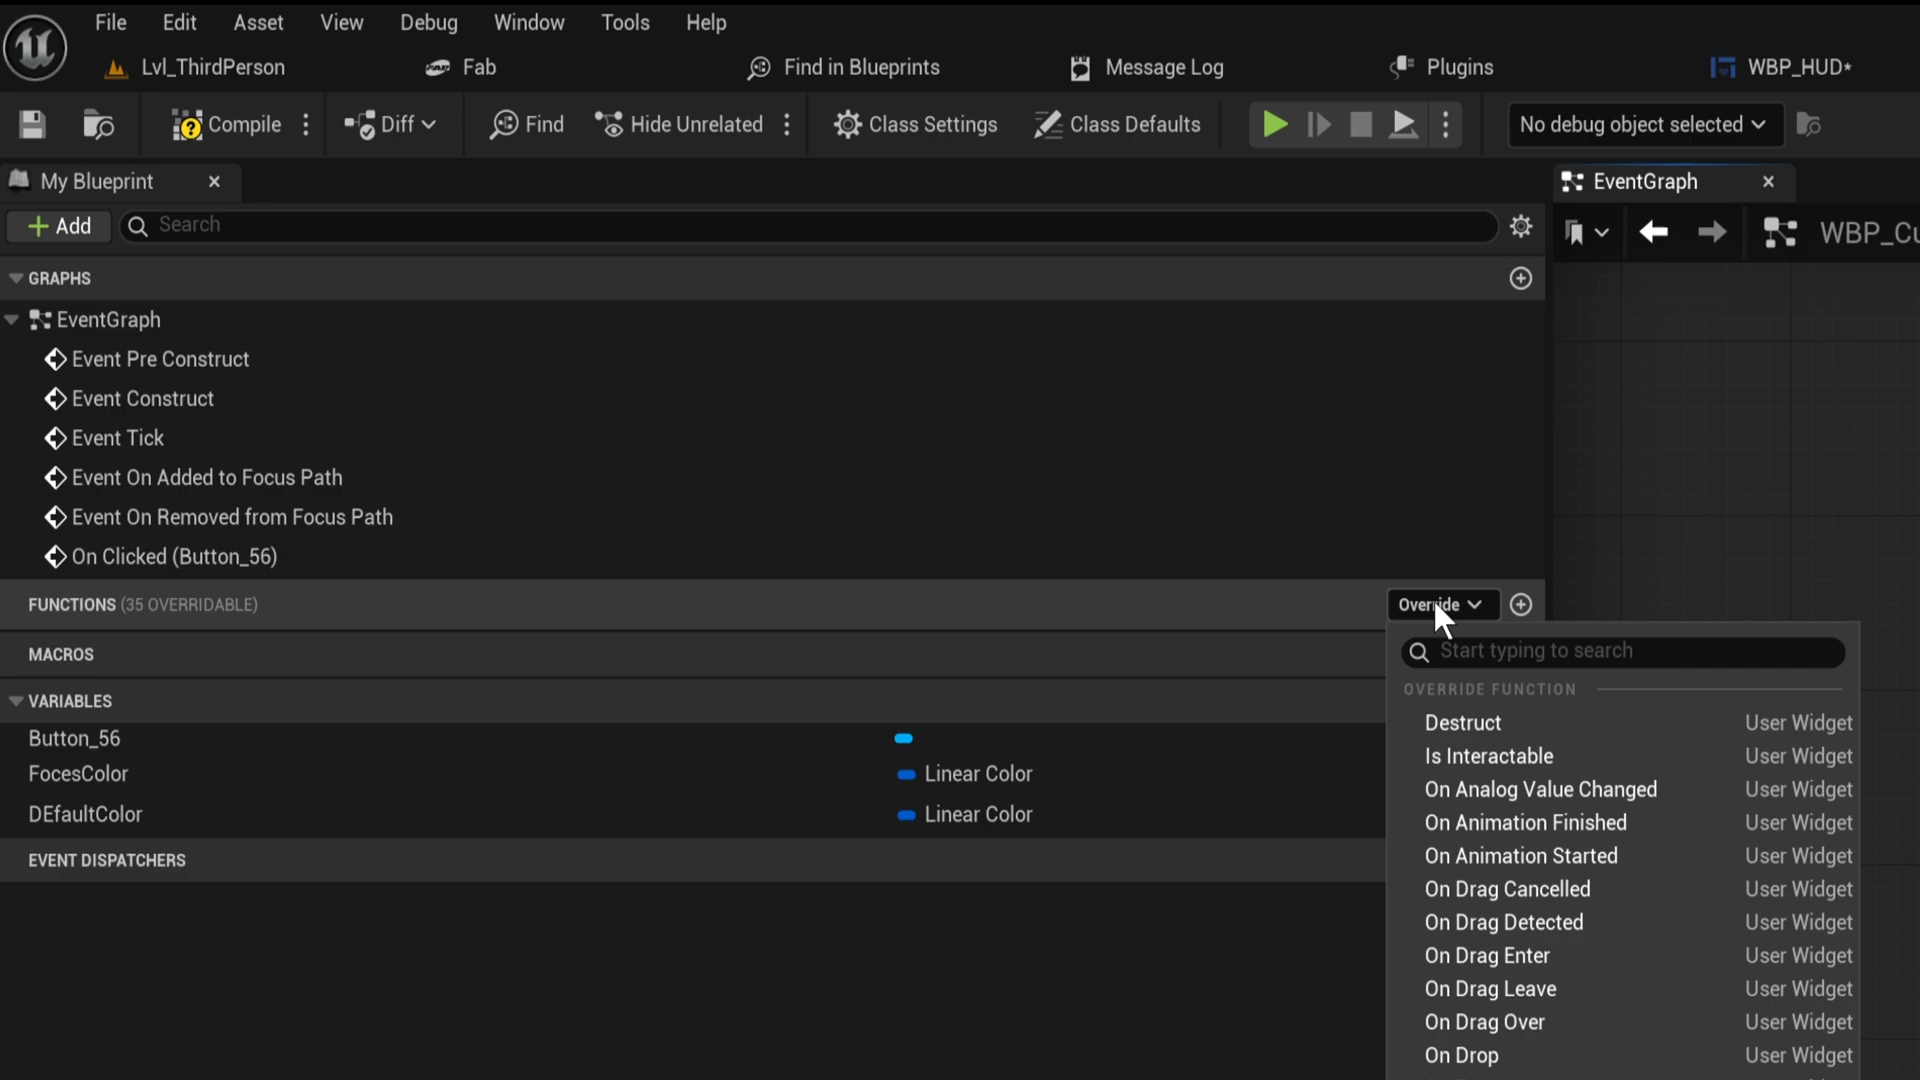 File Edit Asset View Debug Window Tools Help
Lvl_ThirdPerson Fab Find in Blueprints Message Log Plugins WBP_HUD*
Compile Diff Find Hide Unrelated Class Settings Class Defaults No debug object selected
My Blueprint EventGraph
Add Search WBP_Cu
GRAPHS
EventGraph
Event Pre Construct
Event Construct
Event Tick
Event On Added to Focus Path
Event On Removed from Focus Path
On Clicked (Button_56)
FUNCTIONS (35 OVERRIDABLE) Override
MACROS
VARIABLES
Button_56
FocesColor Linear Color
DEfaultColor Linear Color
EVENT DISPATCHERS
Start typing to search
OVERRIDE FUNCTION
Destruct User Widget
Is Interactable User Widget
On Analog Value Changed User Widget
On Animation Finished User Widget
On Animation Started User Widget
On Drag Cancelled User Widget
On Drag Detected User Widget
On Drag Enter User Widget
On Drag Leave User Widget
On Drag Over User Widget
On Drop User Widget